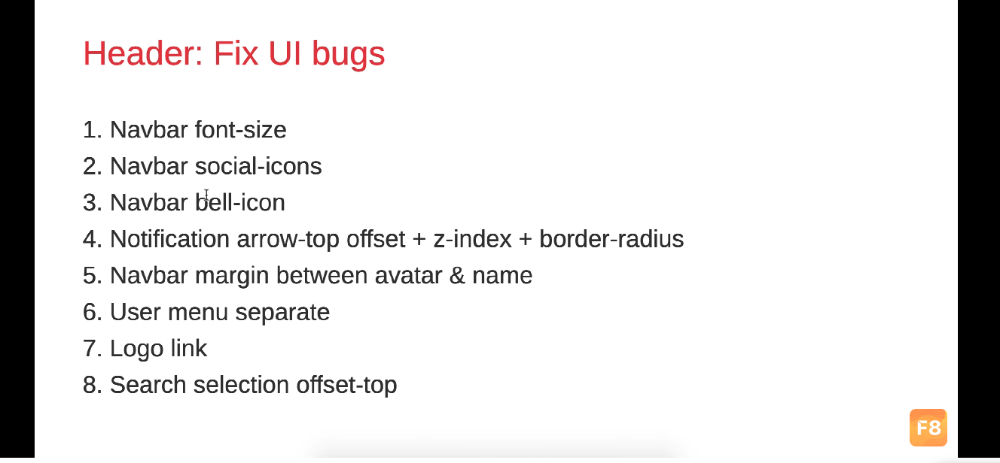 Header: Fix UI bugs
1. Navbar font-size
2. Navbar social-icons
3. Navbar bell-icon
4. Notification arrow-top offset + z-index + border-radius
5. Navbar margin between avatar & name
6. User menu separate
7. Logo link
8. Search selection offset-top
F8